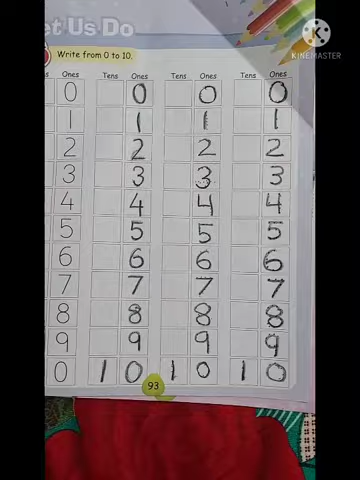 et Us Do
KINEMASTER
Write from 0 to 10.
Ones Tens Ones Tens Ones Tens Ones
0 0 0 0
1 1 1 1
2 2 2 2
3 3 3 3
4 4 4 4
5 5 5 5
6 6 6 6
7 7 7 7
8 8 8 8
9 9 9 9
0 1 0 1 0 1 0
93